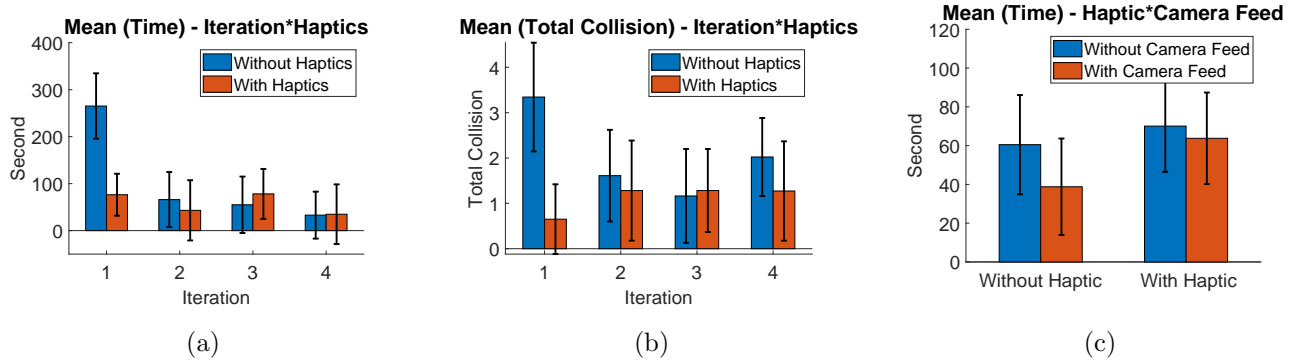 Mean (Time) - Iteration*Haptics
400
300
200
100
0
Second
Without Haptics
With Haptics
1 2 3 4
Iteration
(a)
Mean (Total Collision) - Iteration*Haptics
4
3
2
1
0
Total Collision
Without Haptics
With Haptics
1 2 3 4
Iteration
(b)
Mean (Time) - Haptic*Camera Feed
120
100
80
60
40
20
0
Second
Without Camera Feed
With Camera Feed
Without Haptic With Haptic
(c)